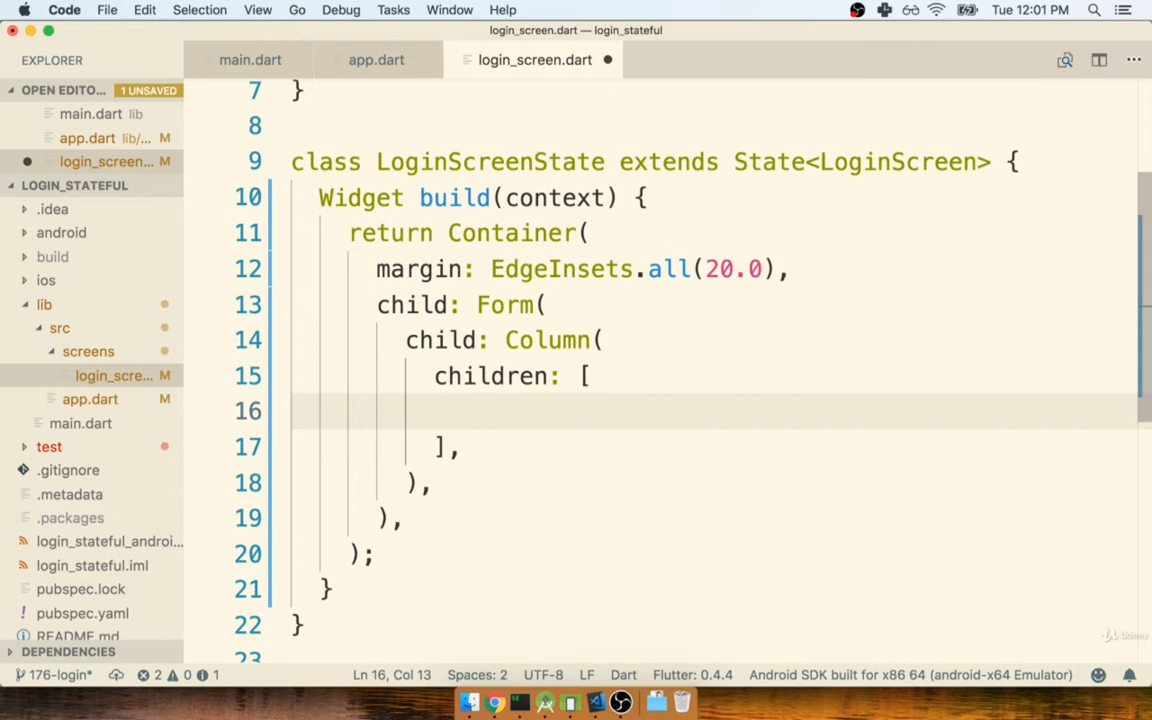 Code File Edit Selection View Go Debug Tasks Window Help Tue 12:01 PM
login_screen.dart — login_stateful
EXPLORER main.dart app.dart login_screen.dart
OPEN EDITO... 1 UNSAVED
main.dart lib
app.dart lib/... M
login_screen... M
LOGIN_STATEFUL
.idea
android
build
ios
lib
src
screens
login_scre... M
app.dart M
main.dart
test
.gitignore
.metadata
.packages
login_stateful_androi...
login_stateful.iml
pubspec.lock
pubspec.yaml
README.md
DEPENDENCIES
7 }
8
9 class LoginScreenState extends State<LoginScreen> {
10 Widget build(context) {
11 return Container(
12 margin: EdgeInsets.all(20.0),
13 child: Form(
14 child: Column(
15 children: [
16
17 ],
18 ),
19 ),
20 );
21 }
22 }
23
Udemy
176-login* 2 0 1 Ln 16, Col 13 Spaces: 2 UTF-8 LF Dart Flutter: 0.4.4 Android SDK built for x86 64 (android-x64 Emulator)